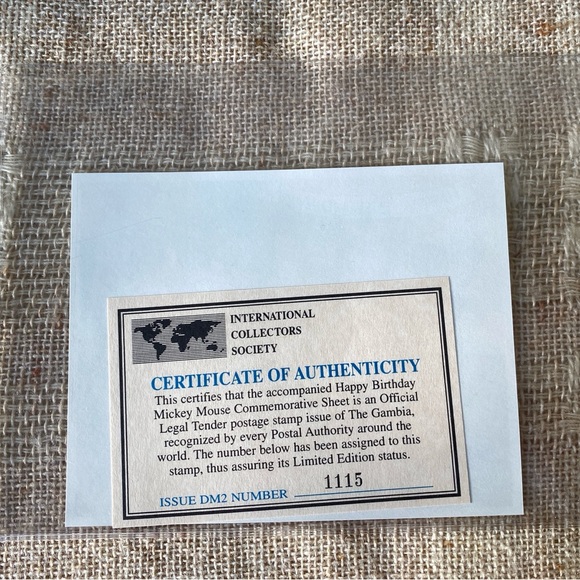 INTERNATIONAL
COLLECTORS
SOCIETY
CERTIFICATE OF AUTHENTICITY
This certifies that the accompanied Happy Birthday
Mickey Mouse Commemorative Sheet is an Official
Legal Tender postage stamp issue of The Gambia,
recognized by every Postal Authority around the
world. The number below has been assigned to this
stamp, thus assuring its Limited Edition status.
ISSUE DM2 NUMBER 1115